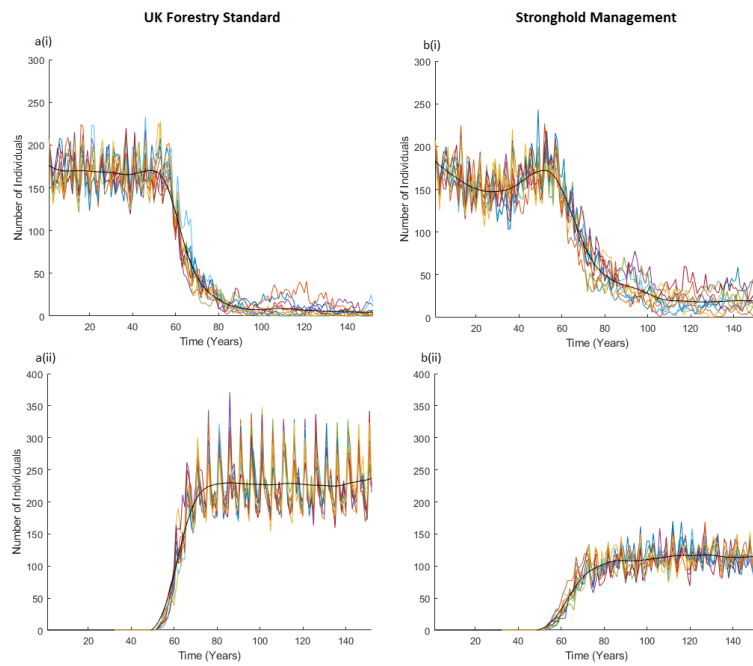 UK Forestry Standard
Stronghold Management
a(i)
300
250
200
150
100
50
0
Number of Individuals
20 40 60 80 100 120 140
Time (Years)
b(i)
300
250
200
150
100
50
0
Number of Individuals
20 40 60 80 100 120 140
Time (Years)
a(ii)
400
350
300
250
200
150
100
50
0
Number of Individuals
20 40 60 80 100 120 140
Time (Years)
b(ii)
400
350
300
250
200
150
100
50
0
Number of Individuals
20 40 60 80 100 120 140
Time (Years)